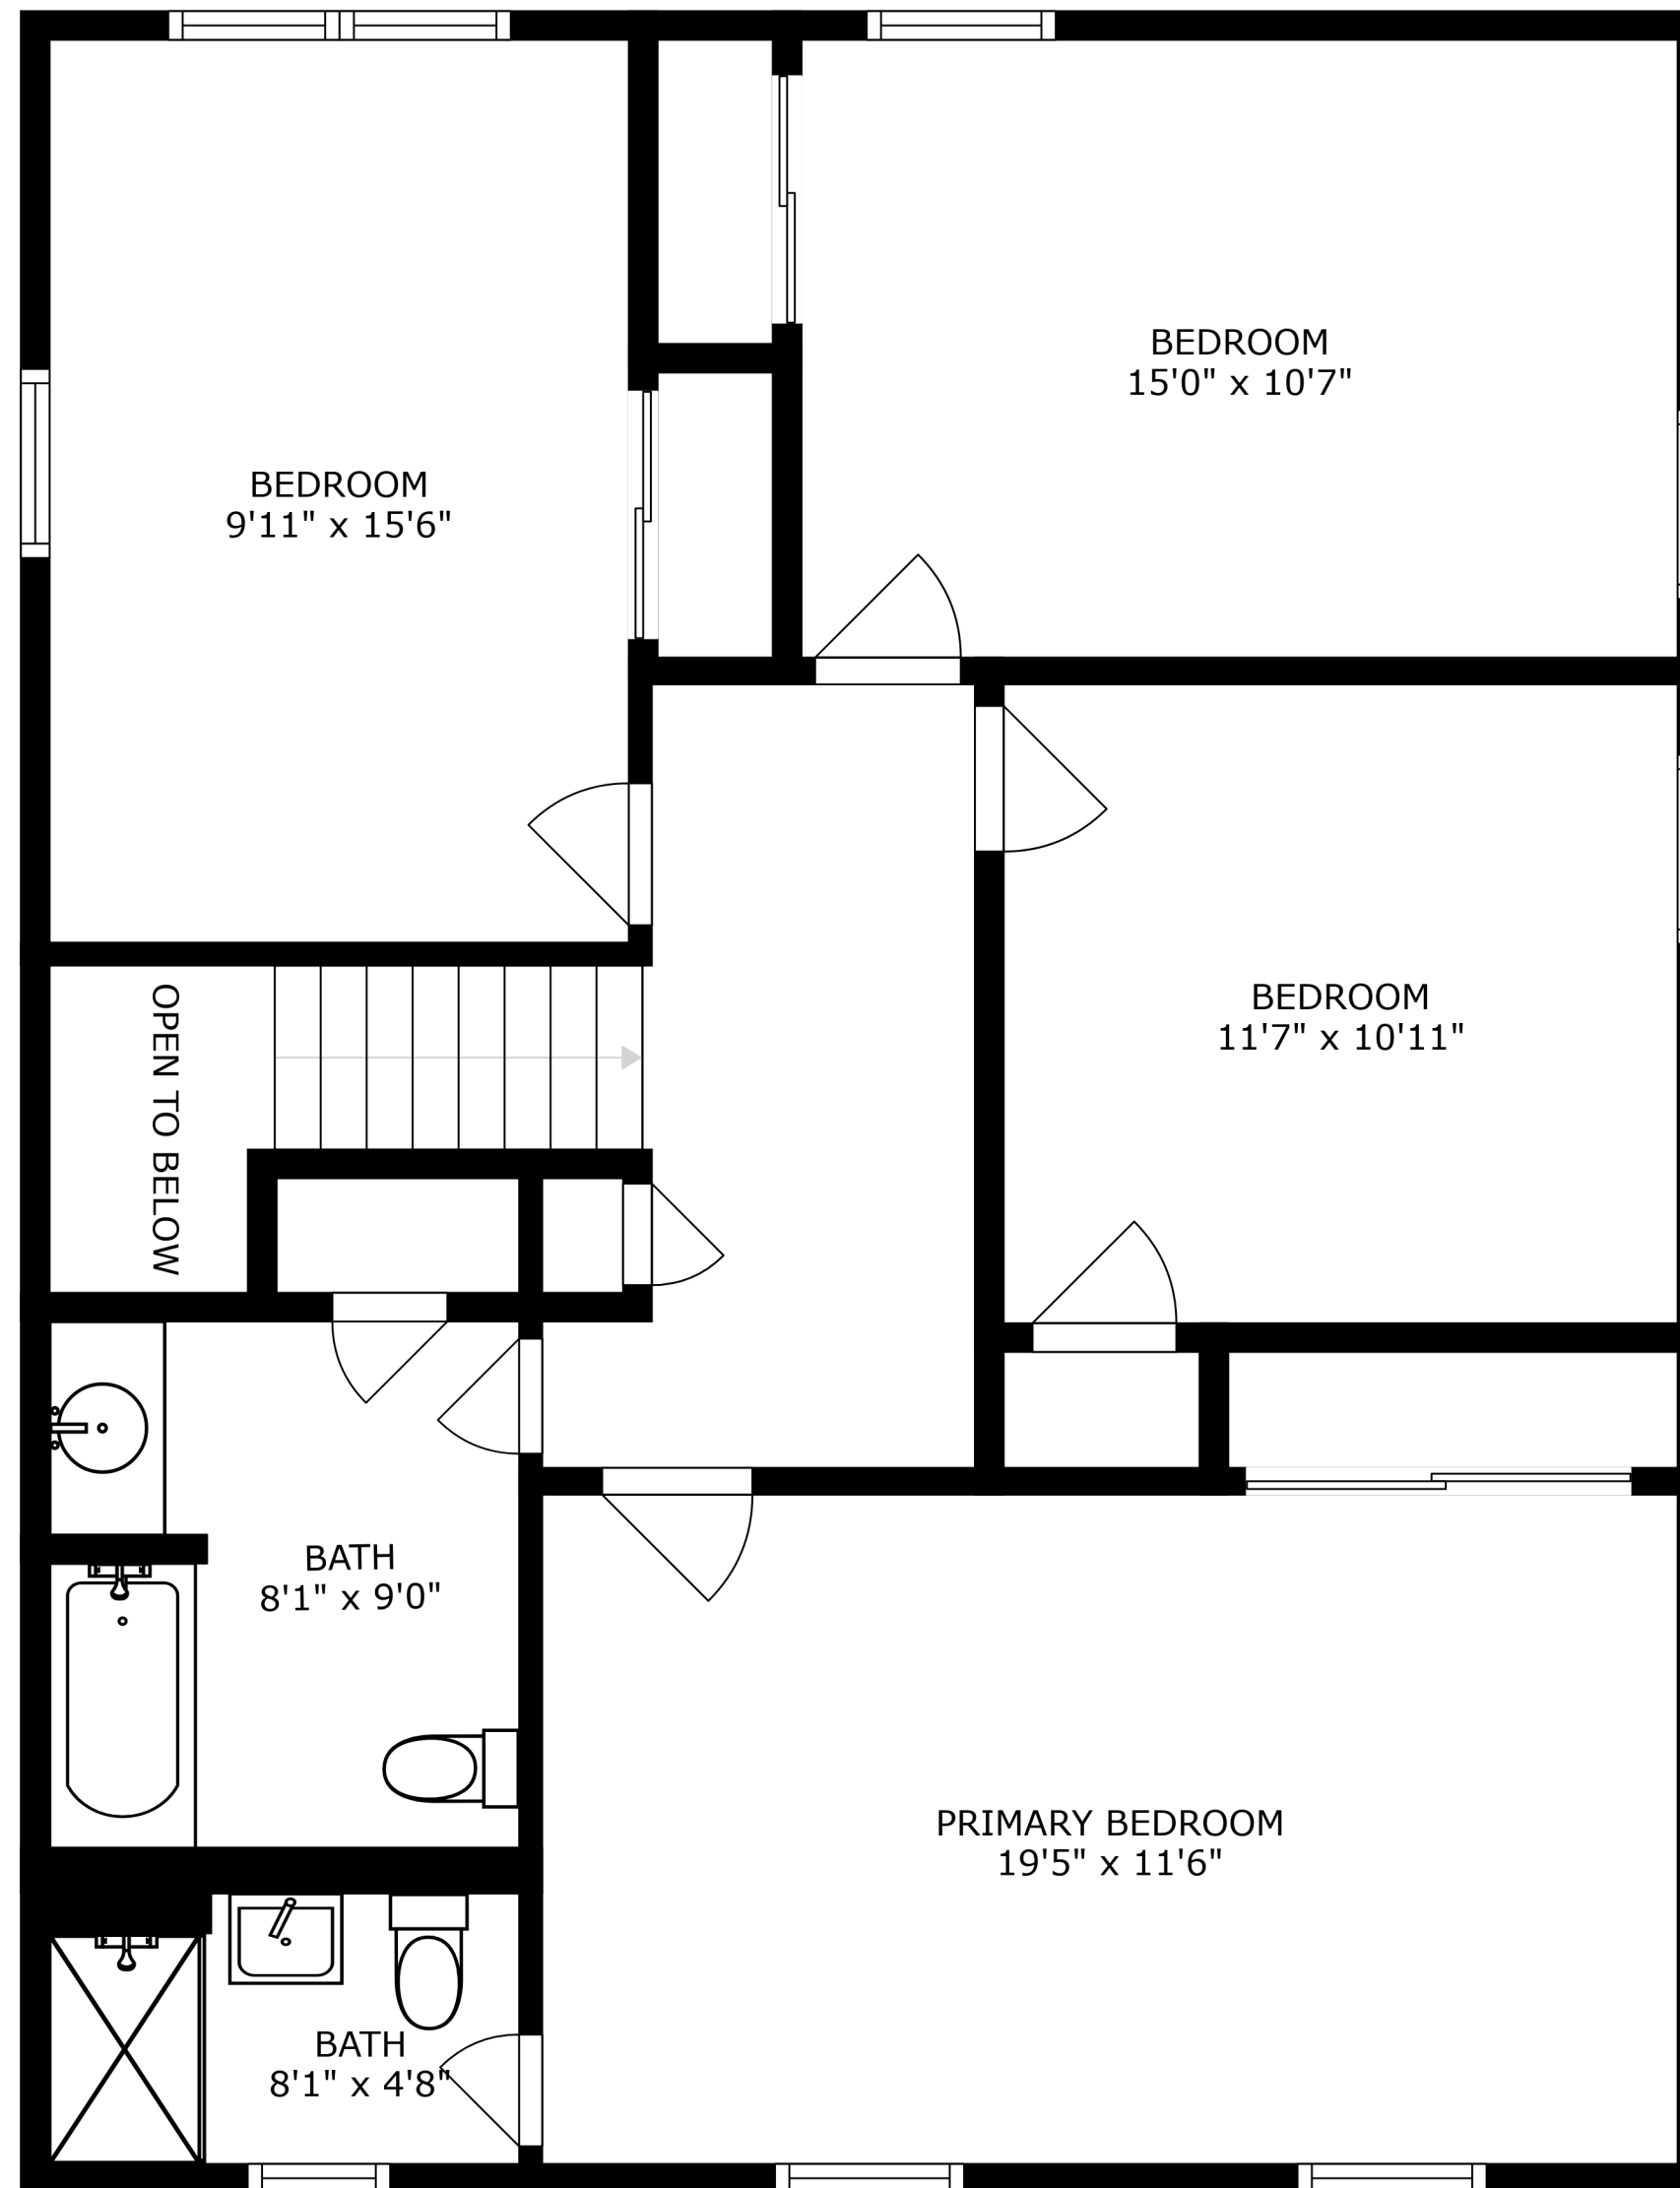 BEDROOM
15'0" x 10'7"
BEDROOM
9'11" x 15'6"
BEDROOM
11'7" x 10'11"
OPEN TO BELOW
BATH
8'1" x 9'0"
PRIMARY BEDROOM
19'5" x 11'6"
BATH
8'1" x 4'8"